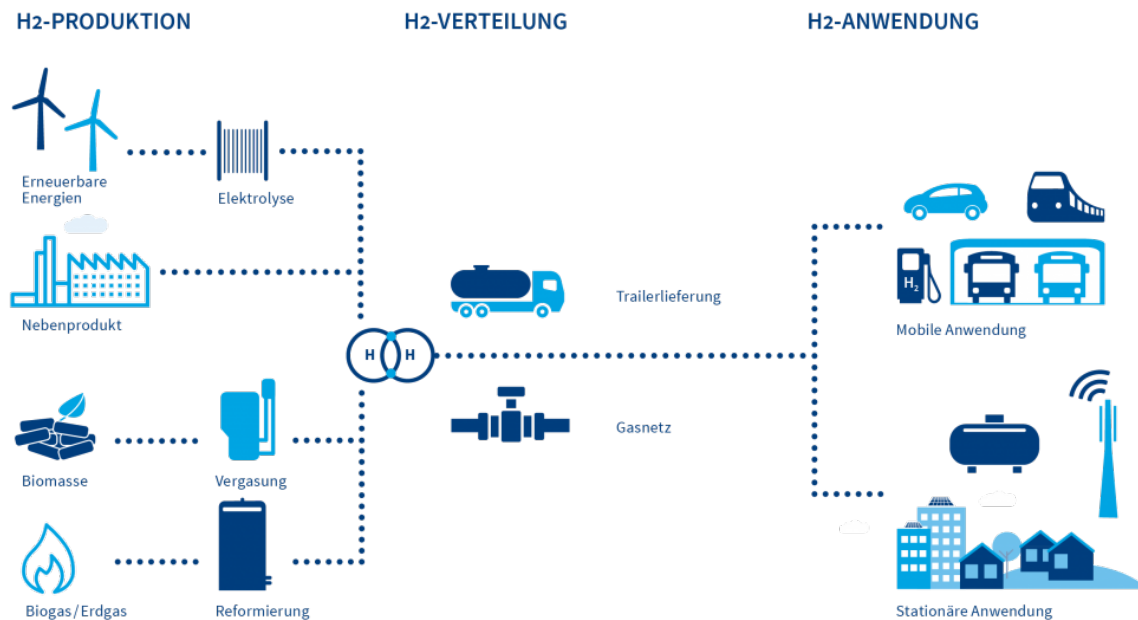 H2-PRODUKTION
H2-VERTEILUNG
H2-ANWENDUNG
Erneuerbare
Energien
Elektrolyse
Nebenprodukt
Trailerlieferung
H H
H2
Mobile Anwendung
Gasnetz
Biomasse
Vergasung
Biogas/Erdgas
Reformierung
Stationäre Anwendung